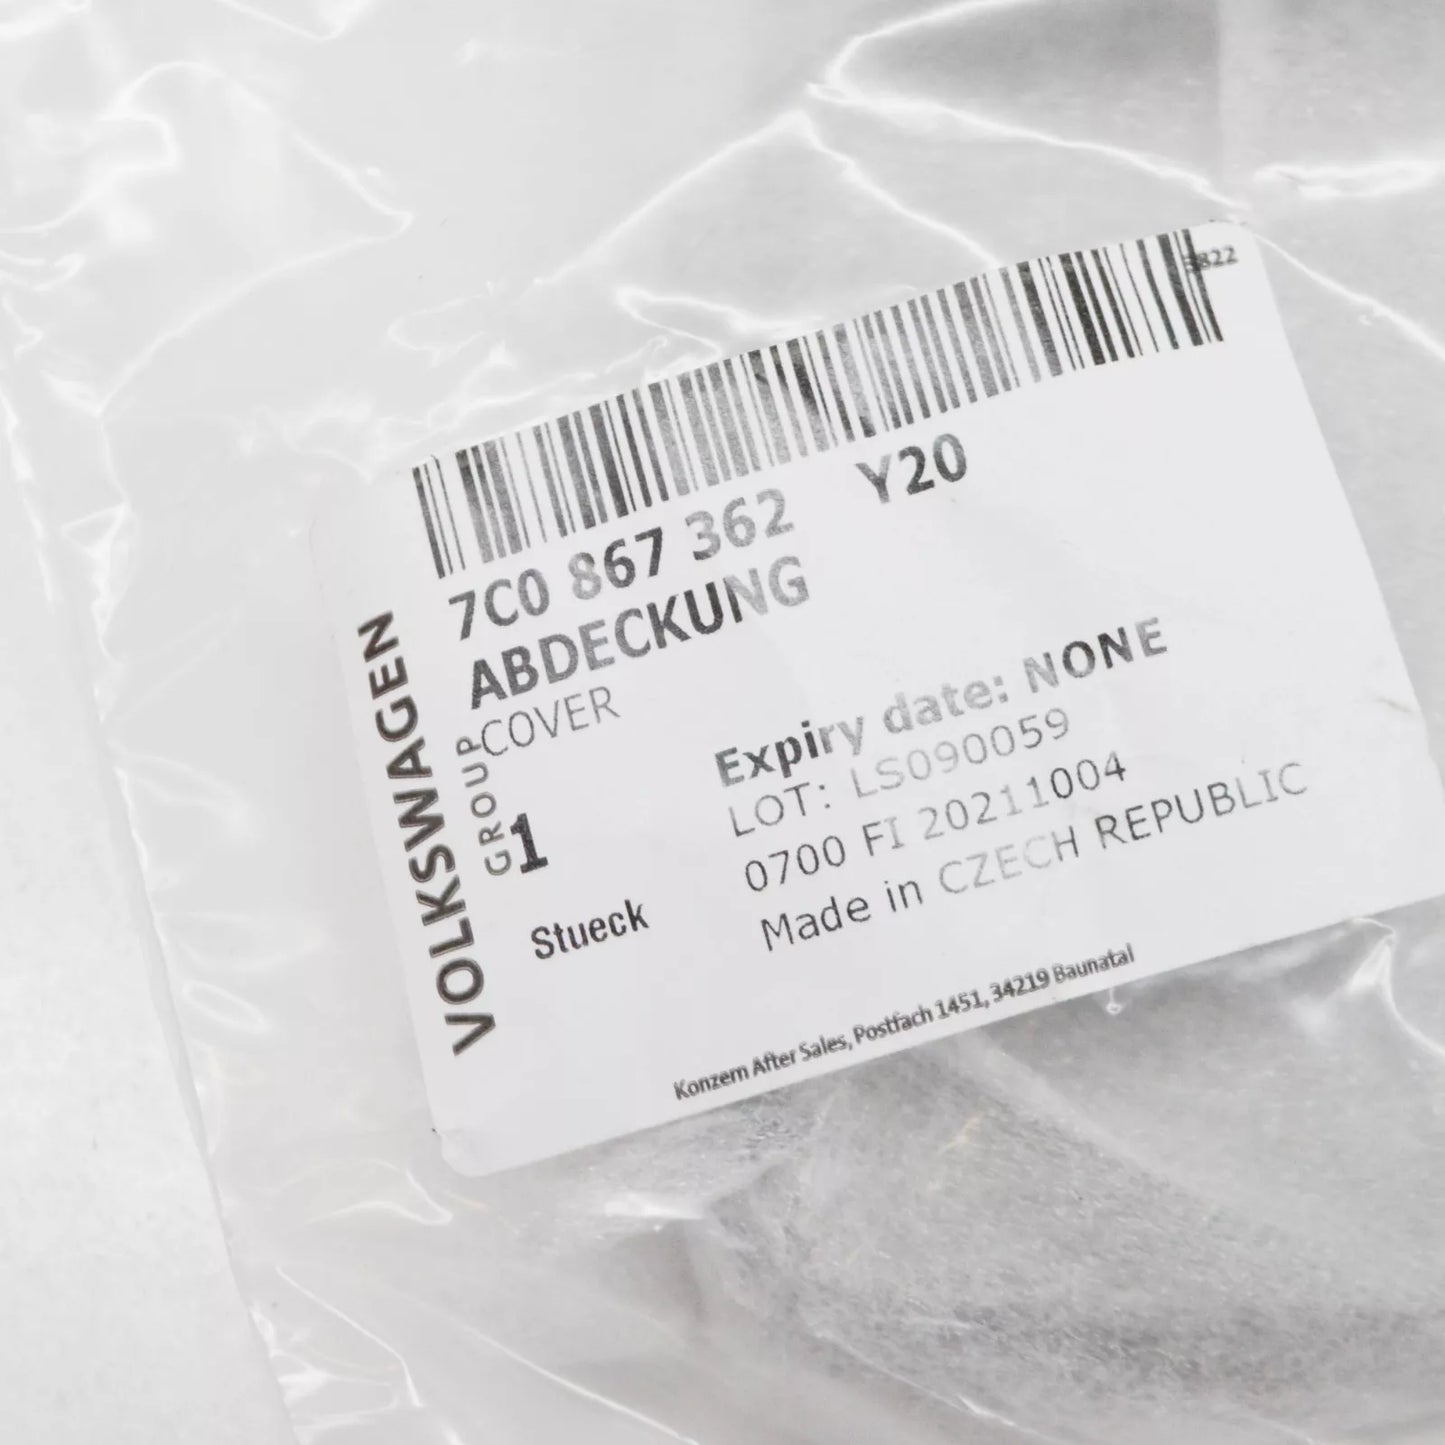 7C0 867 362 Y20
ABDECKUNG
COVER
1
Stueck
Expiry date: NONE
LOT: LS090059
0700 FI 20211004
Made in CZECH REPUBLIC
Konzern After Sales, Postfach 1451, 34219 Baunatal
VOLKSWAGEN
GROUP